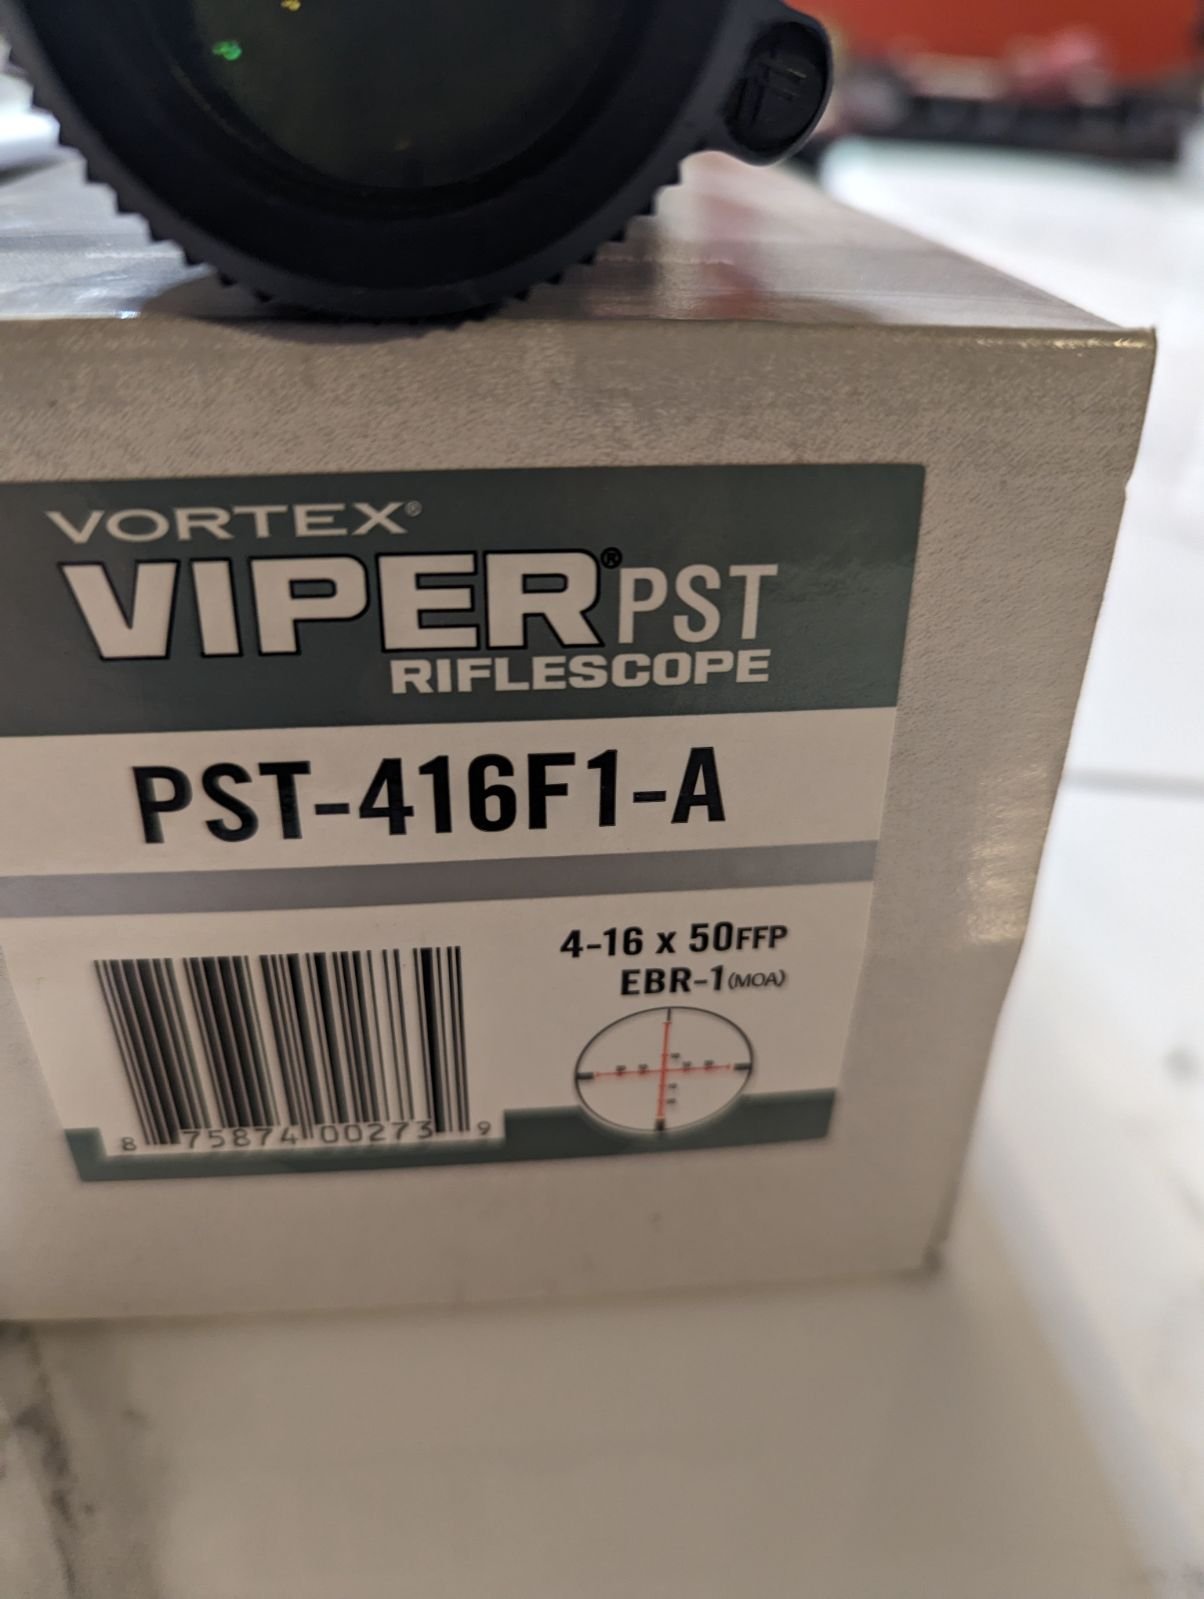 VORTEX®
VIPER® PST
RIFLESCOPE
PST-416F1-A
4-16 x 50FFP
EBR-1(MOA)
8 75874 00273 9